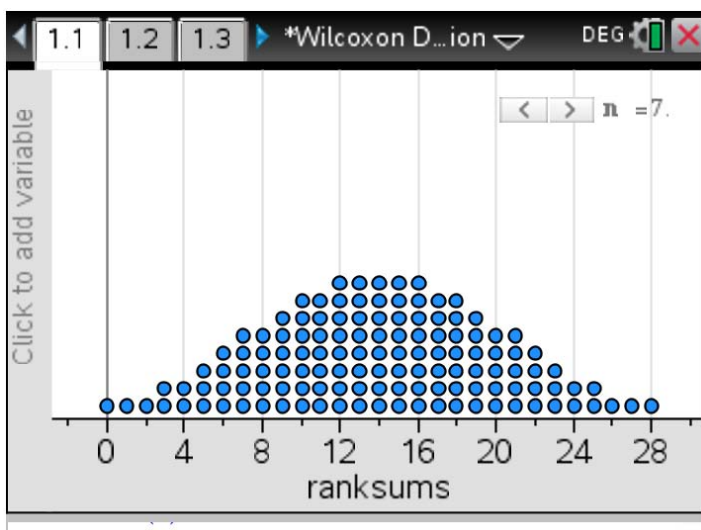 1.1 1.2 1.3 *Wilcoxon D...ion DEG
n =7.
Click to add variable
0 4 8 12 16 20 24 28
ranksums